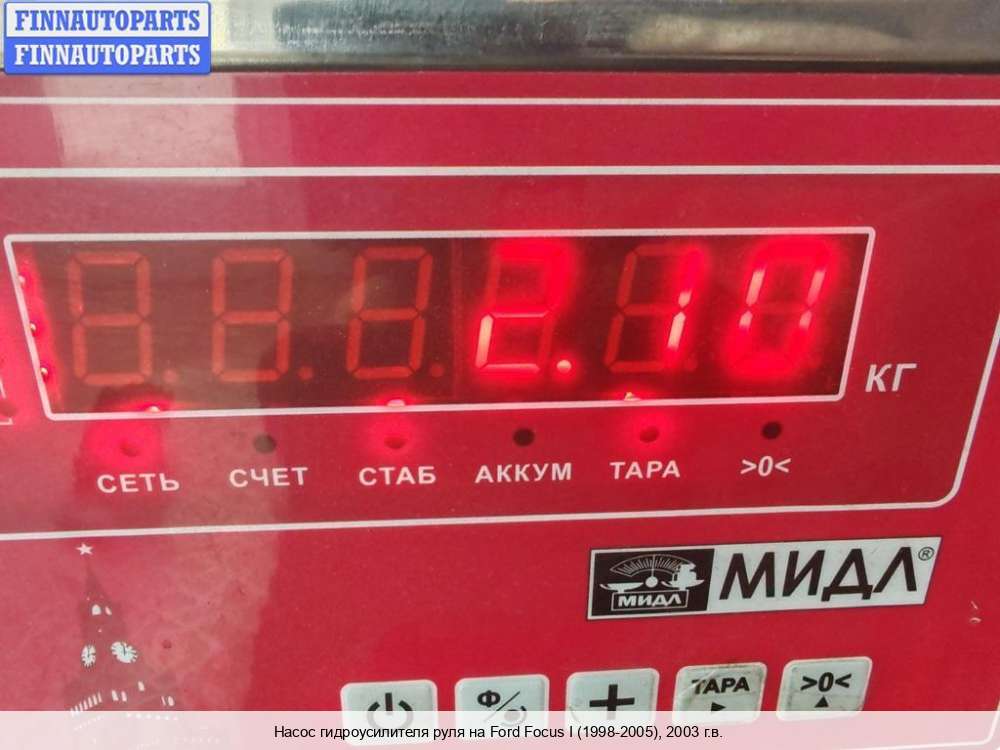 FINNAUTOPARTS
FINNAUTOPARTS
2.10
КГ
СЕТЬ СЧЕТ СТАБ АККУМ ТАРА >0<
МИДЛ МИДЛ®
Ф ТАРА >0<
Насос гидроусилителя руля на Ford Focus I (1998-2005), 2003 г.в.